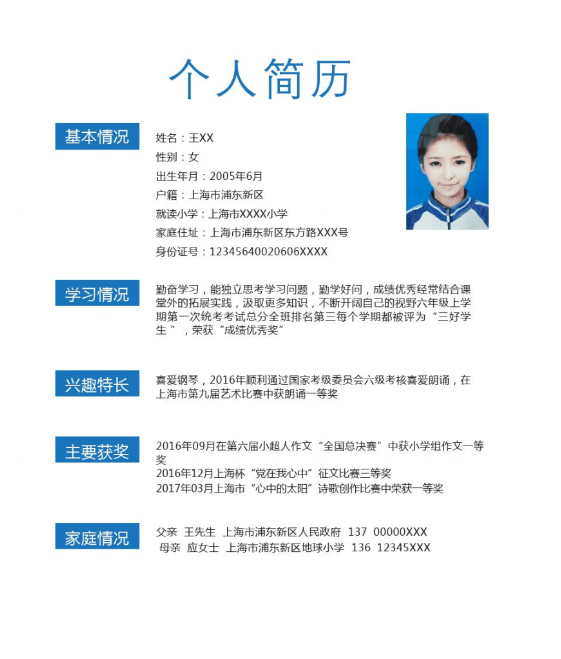 个人简历
基本情况
姓名：王XX
性别：女
出生年月：2005年6月
户籍：上海市浦东新区
就读小学：上海市XXXX小学
家庭住址：上海市浦东新区东方路XXX号
身份证号：12345640020606XXXX
学习情况
勤奋学习，能独立思考学习问题，勤学好问，成绩优秀经常结合课
堂外的拓展实践，汲取更多知识，不断开阔自己的视野六年级上学
期第一次统考考试总分全班排名第三每个学期都被评为“三好学
生 ”，荣获“成绩优秀奖”
兴趣特长
喜爱钢琴，2016年顺利通过国家考级委员会六级考核喜爱朗诵，在
上海市第九届艺术比赛中获朗诵一等奖
主要获奖
2016年09月在第六届小超人作文“全国总决赛”中获小学组作文一等
奖
2016年12月上海杯“党在我心中”征文比赛三等奖
2017年03月上海市“心中的太阳”诗歌创作比赛中荣获一等奖
家庭情况
父亲 王先生 上海市浦东新区人民政府 137 00000XXX
母亲 应女士 上海市浦东新区地球小学 136 12345XXX